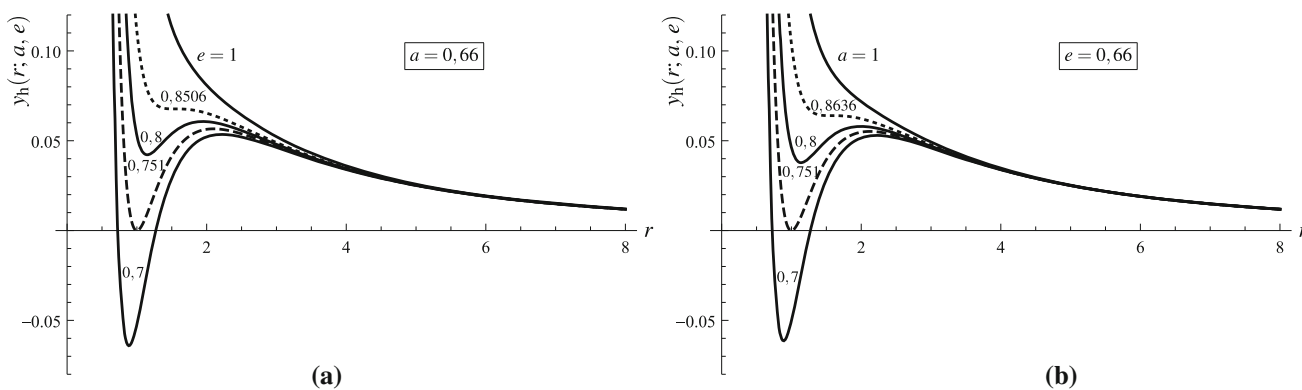 y_h(r; a, e)
0.10
0.05
−0.05
e = 1
a = 0,66
0,8506
0,8
0,751
0,7
2
4
6
8
r
(a)
y_h(r; a, e)
0.10
0.05
−0.05
a = 1
e = 0,66
0,8636
0,8
0,751
0,7
2
4
6
8
r
(b)